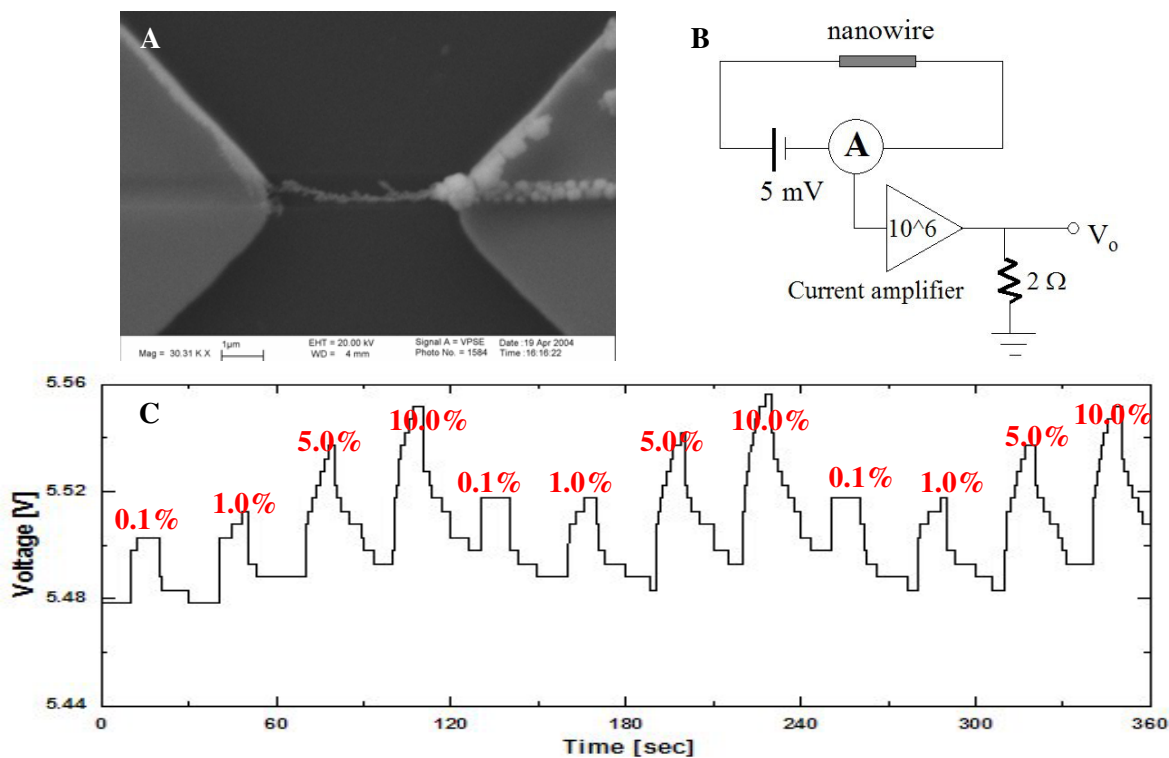 A
Mag = 30.31 K X
1µm
EHT = 20.00 kV
WD = 4 mm
Signal A = VPSE
Photo No. = 1584
Date :19 Apr 2004
Time :16:16:22
B
nanowire
A
5 mV
10^6
Vo
Current amplifier
2 Ω
C
Voltage [V]
5.56
5.52
5.48
5.44
0.1%
1.0%
5.0%
10.0%
0.1%
1.0%
5.0%
10.0%
0.1%
1.0%
5.0%
10.0%
0 60 120 180 240 300 360
Time [sec]